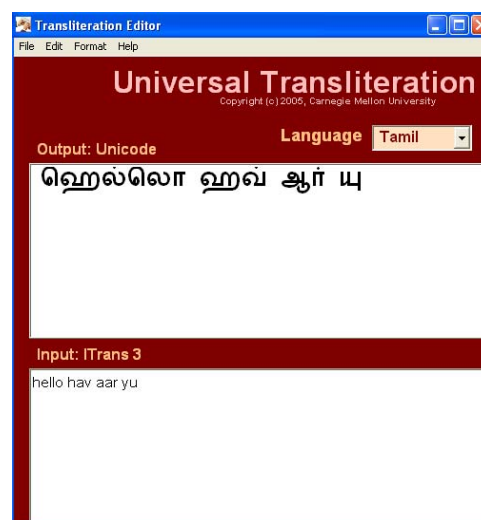 Transliteration Editor
File Edit Format Help
Universal Transliteration
Copyright (c) 2005, Carnegie Mellon University
Language Tamil
Output: Unicode
ஹெல்லொ ஹவ் ஆர் யு
Input: ITrans 3
hello hav aar yu